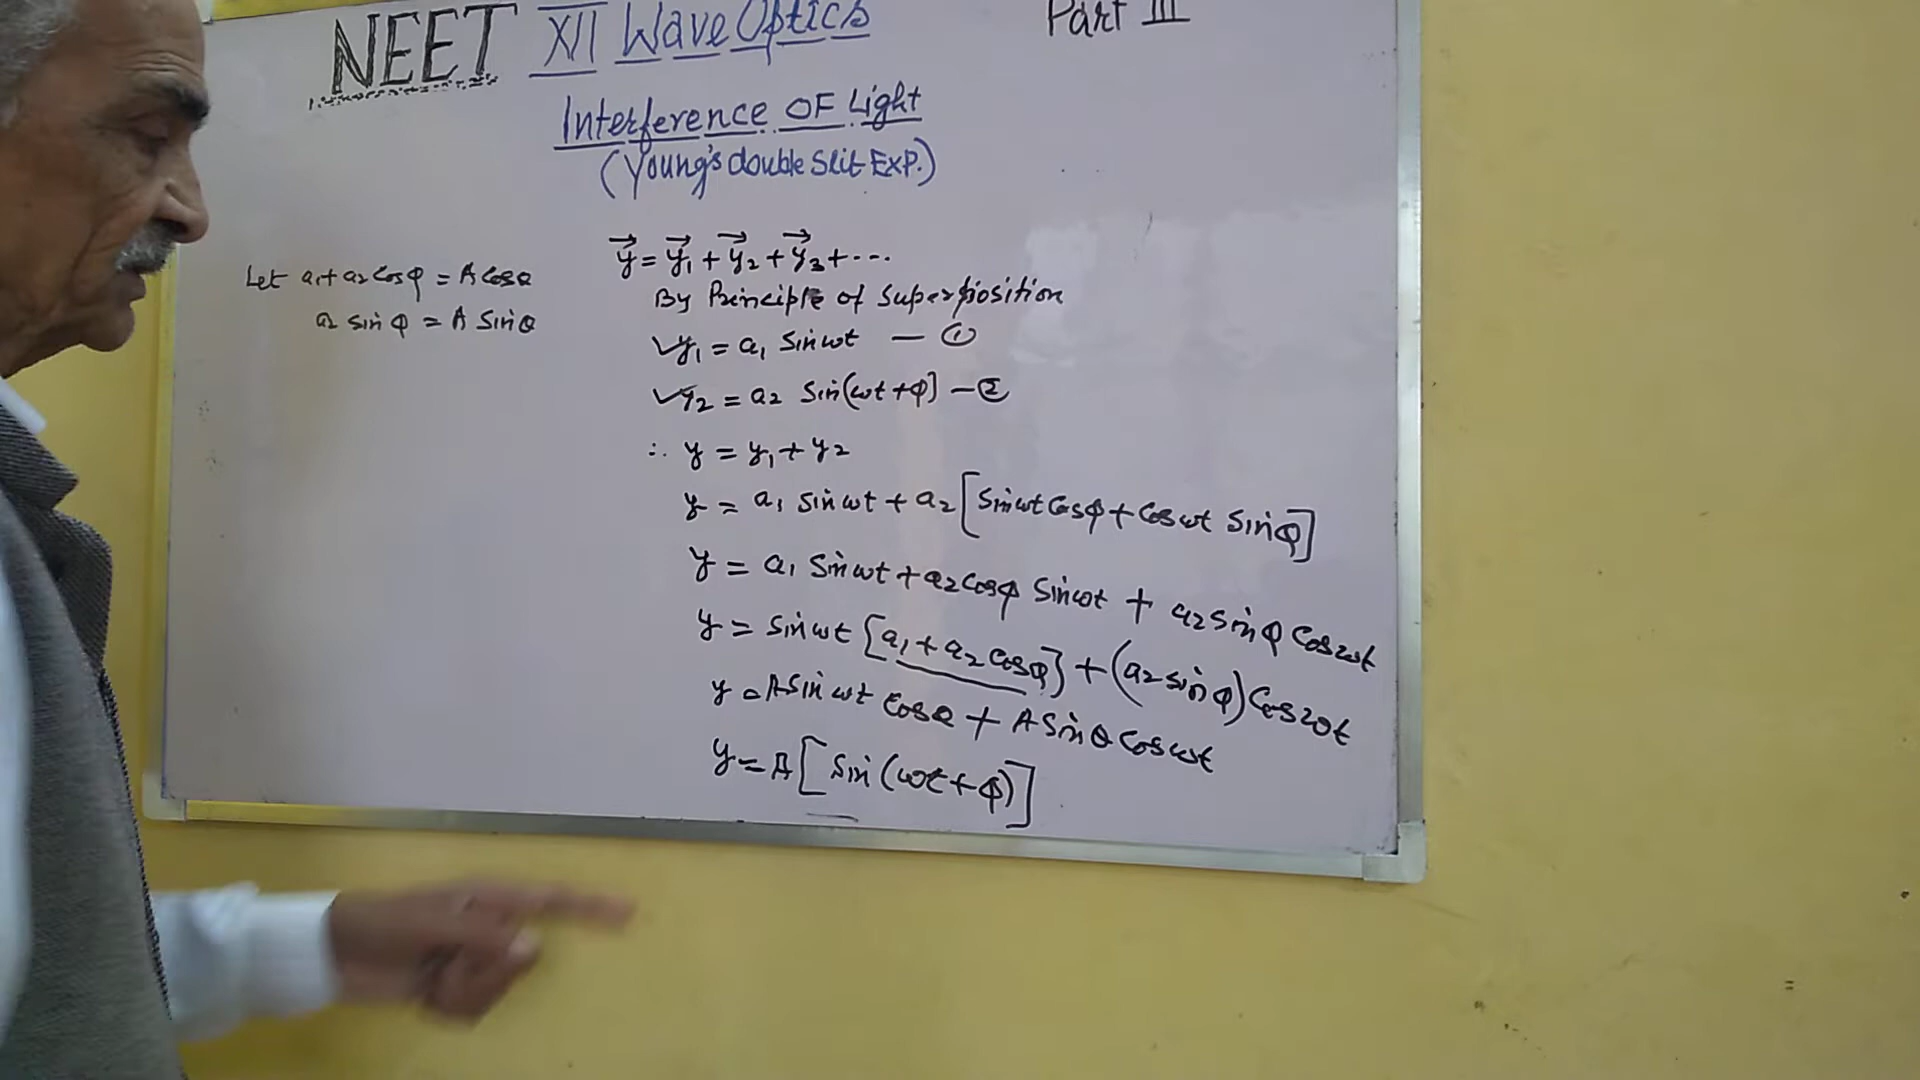 NEET XII Wave Optics Part III
Interference OF Light
(Young's double Slit Exp.)
y⃗ = y⃗₁ + y⃗₂ + y⃗₃ + ...
Let a₁ + a₂ Cos φ = A Cos θ
a₂ sin φ = A Sin θ
By Principle of Superposition
✓y₁ = a₁ Sin ωt — ①
✓y₂ = a₂ Sin(ωt + φ] — ②
∴ y = y₁ + y₂
y = a₁ Sin ωt + a₂ [Sin ωt Cos φ + Cos ωt Sin φ]
y = a₁ Sin ωt + a₂ Cos φ Sin ωt + a₂ Sin φ Cos ωt
y = Sin ωt [a₁ + a₂ Cos φ] + (a₂ sin φ) Cos ωt
y = A Sin ωt Cos θ + A Sin θ Cos ωt
y = A [Sin (ωt + φ)]